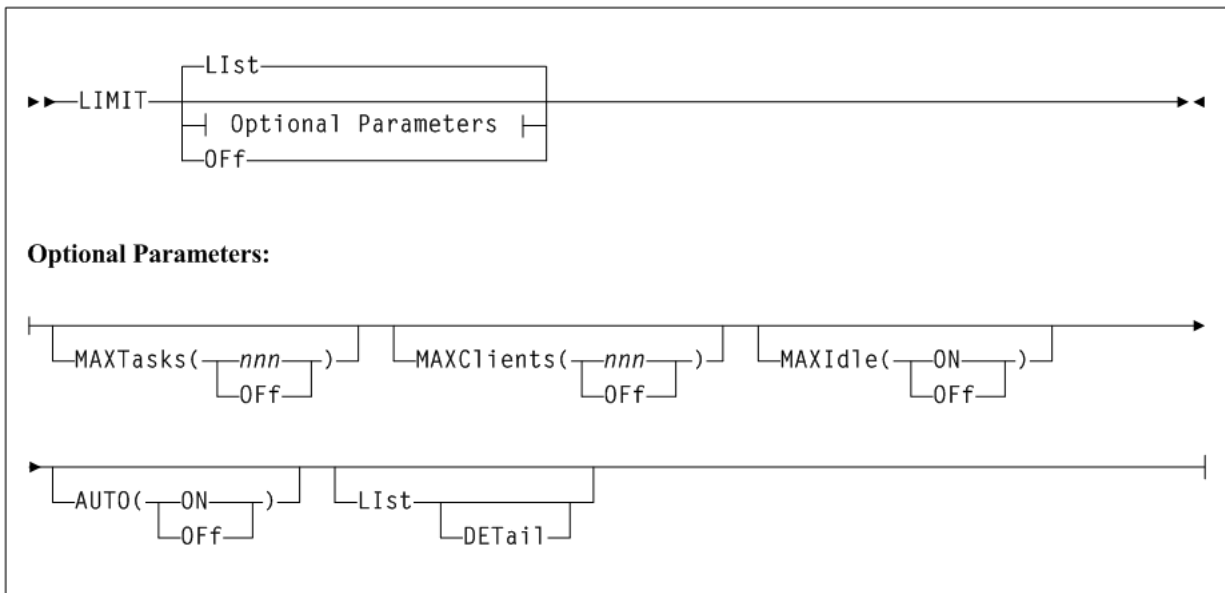 LIst
LIMIT
Optional Parameters
OFf
Optional Parameters:
MAXTasks( nnn ) MAXClients( nnn ) MAXIdle( ON )
OFf OFf OFf
AUTO( ON ) LIst
OFf DETail